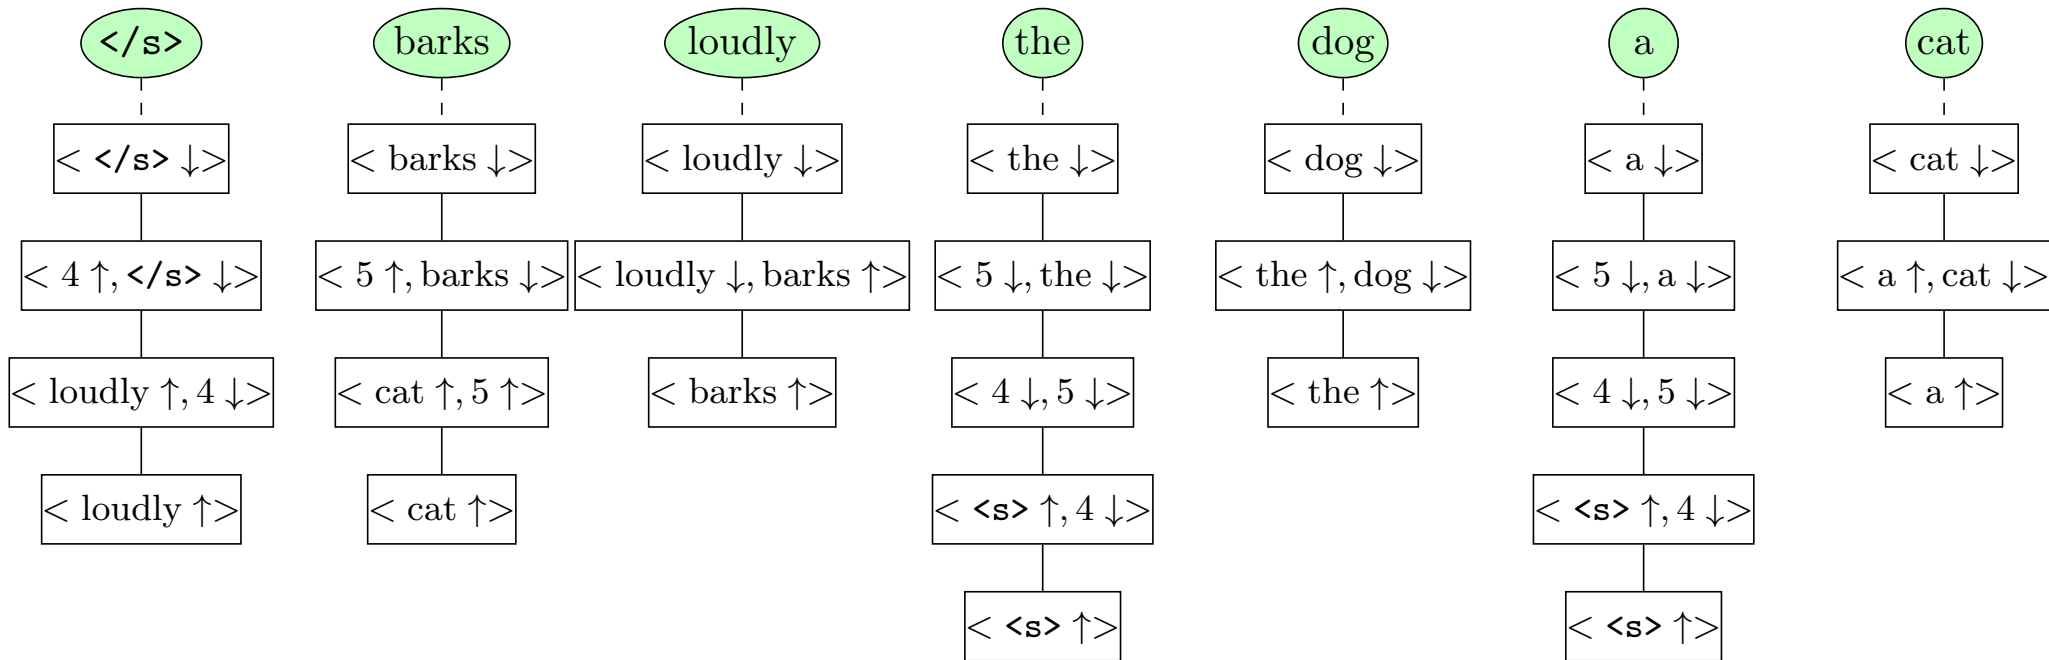 </s> barks loudly the dog a cat
< </s> ↓> < barks ↓> < loudly ↓> < the ↓> < dog ↓> < a ↓> < cat ↓>
< 4 ↑, </s> ↓> < 5 ↑, barks ↓> < loudly ↓, barks ↑> < 5 ↓, the ↓> < the ↑, dog ↓> < 5 ↓, a ↓> < a ↑, cat ↓>
< loudly ↑, 4 ↓> < cat ↑, 5 ↑> < barks ↑> < 4 ↓, 5 ↓> < the ↑> < 4 ↓, 5 ↓> < a ↑>
< loudly ↑> < cat ↑> < <s> ↑, 4 ↓> < <s> ↑, 4 ↓>
< <s> ↑> < <s> ↑>